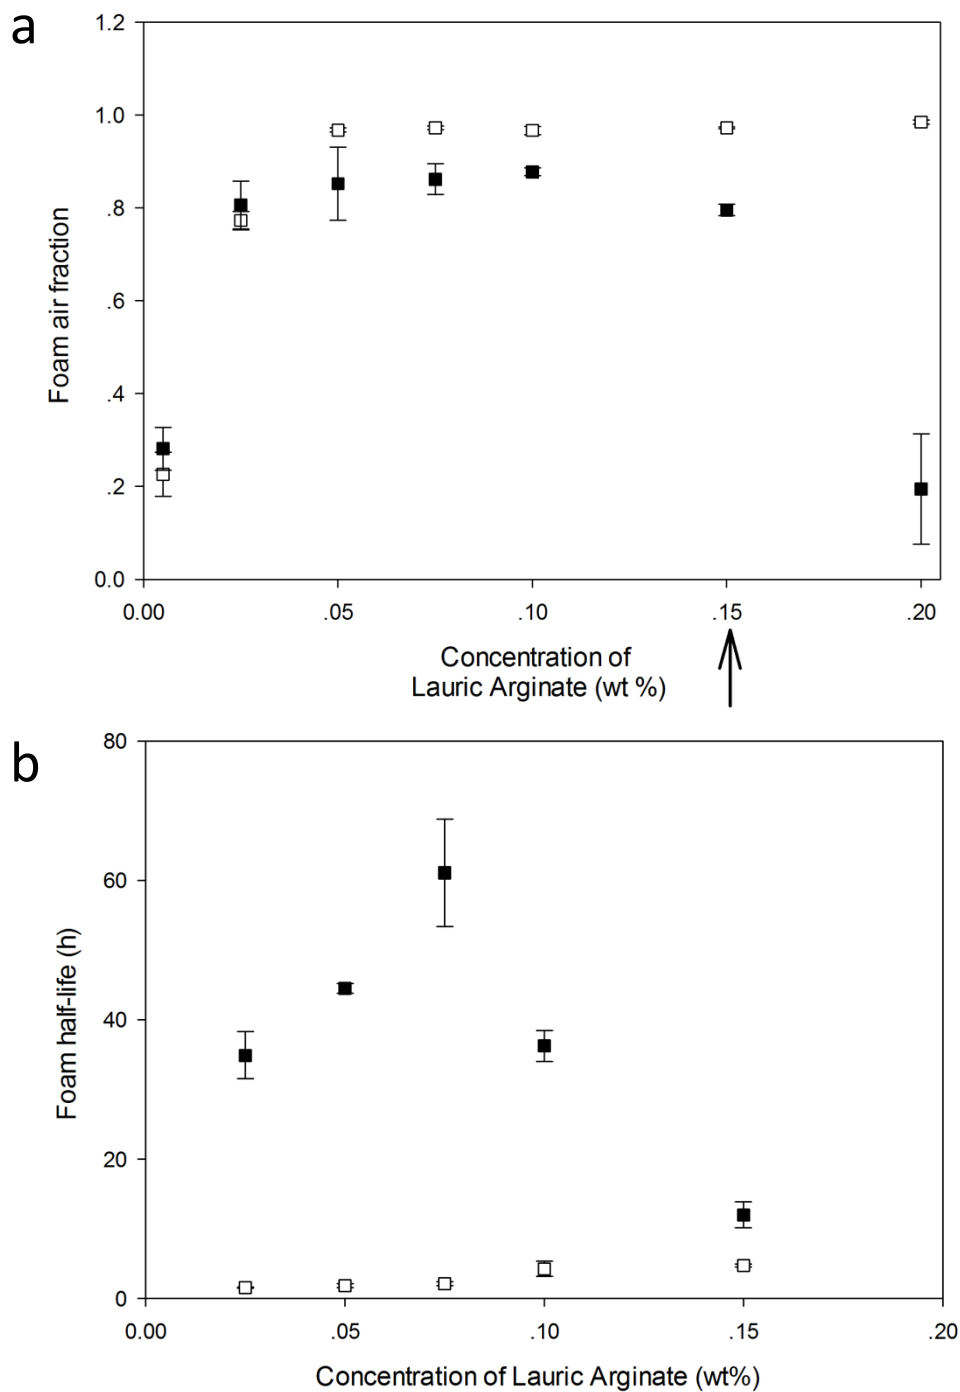 a
1.2
1.0
.8
.6
.4
.2
0.0
Foam air fraction
0.00 .05 .10 .15 .20
Concentration of
Lauric Arginate (wt %)
b
80
60
40
20
0
Foam half-life (h)
0.00 .05 .10 .15 .20
Concentration of Lauric Arginate (wt%)